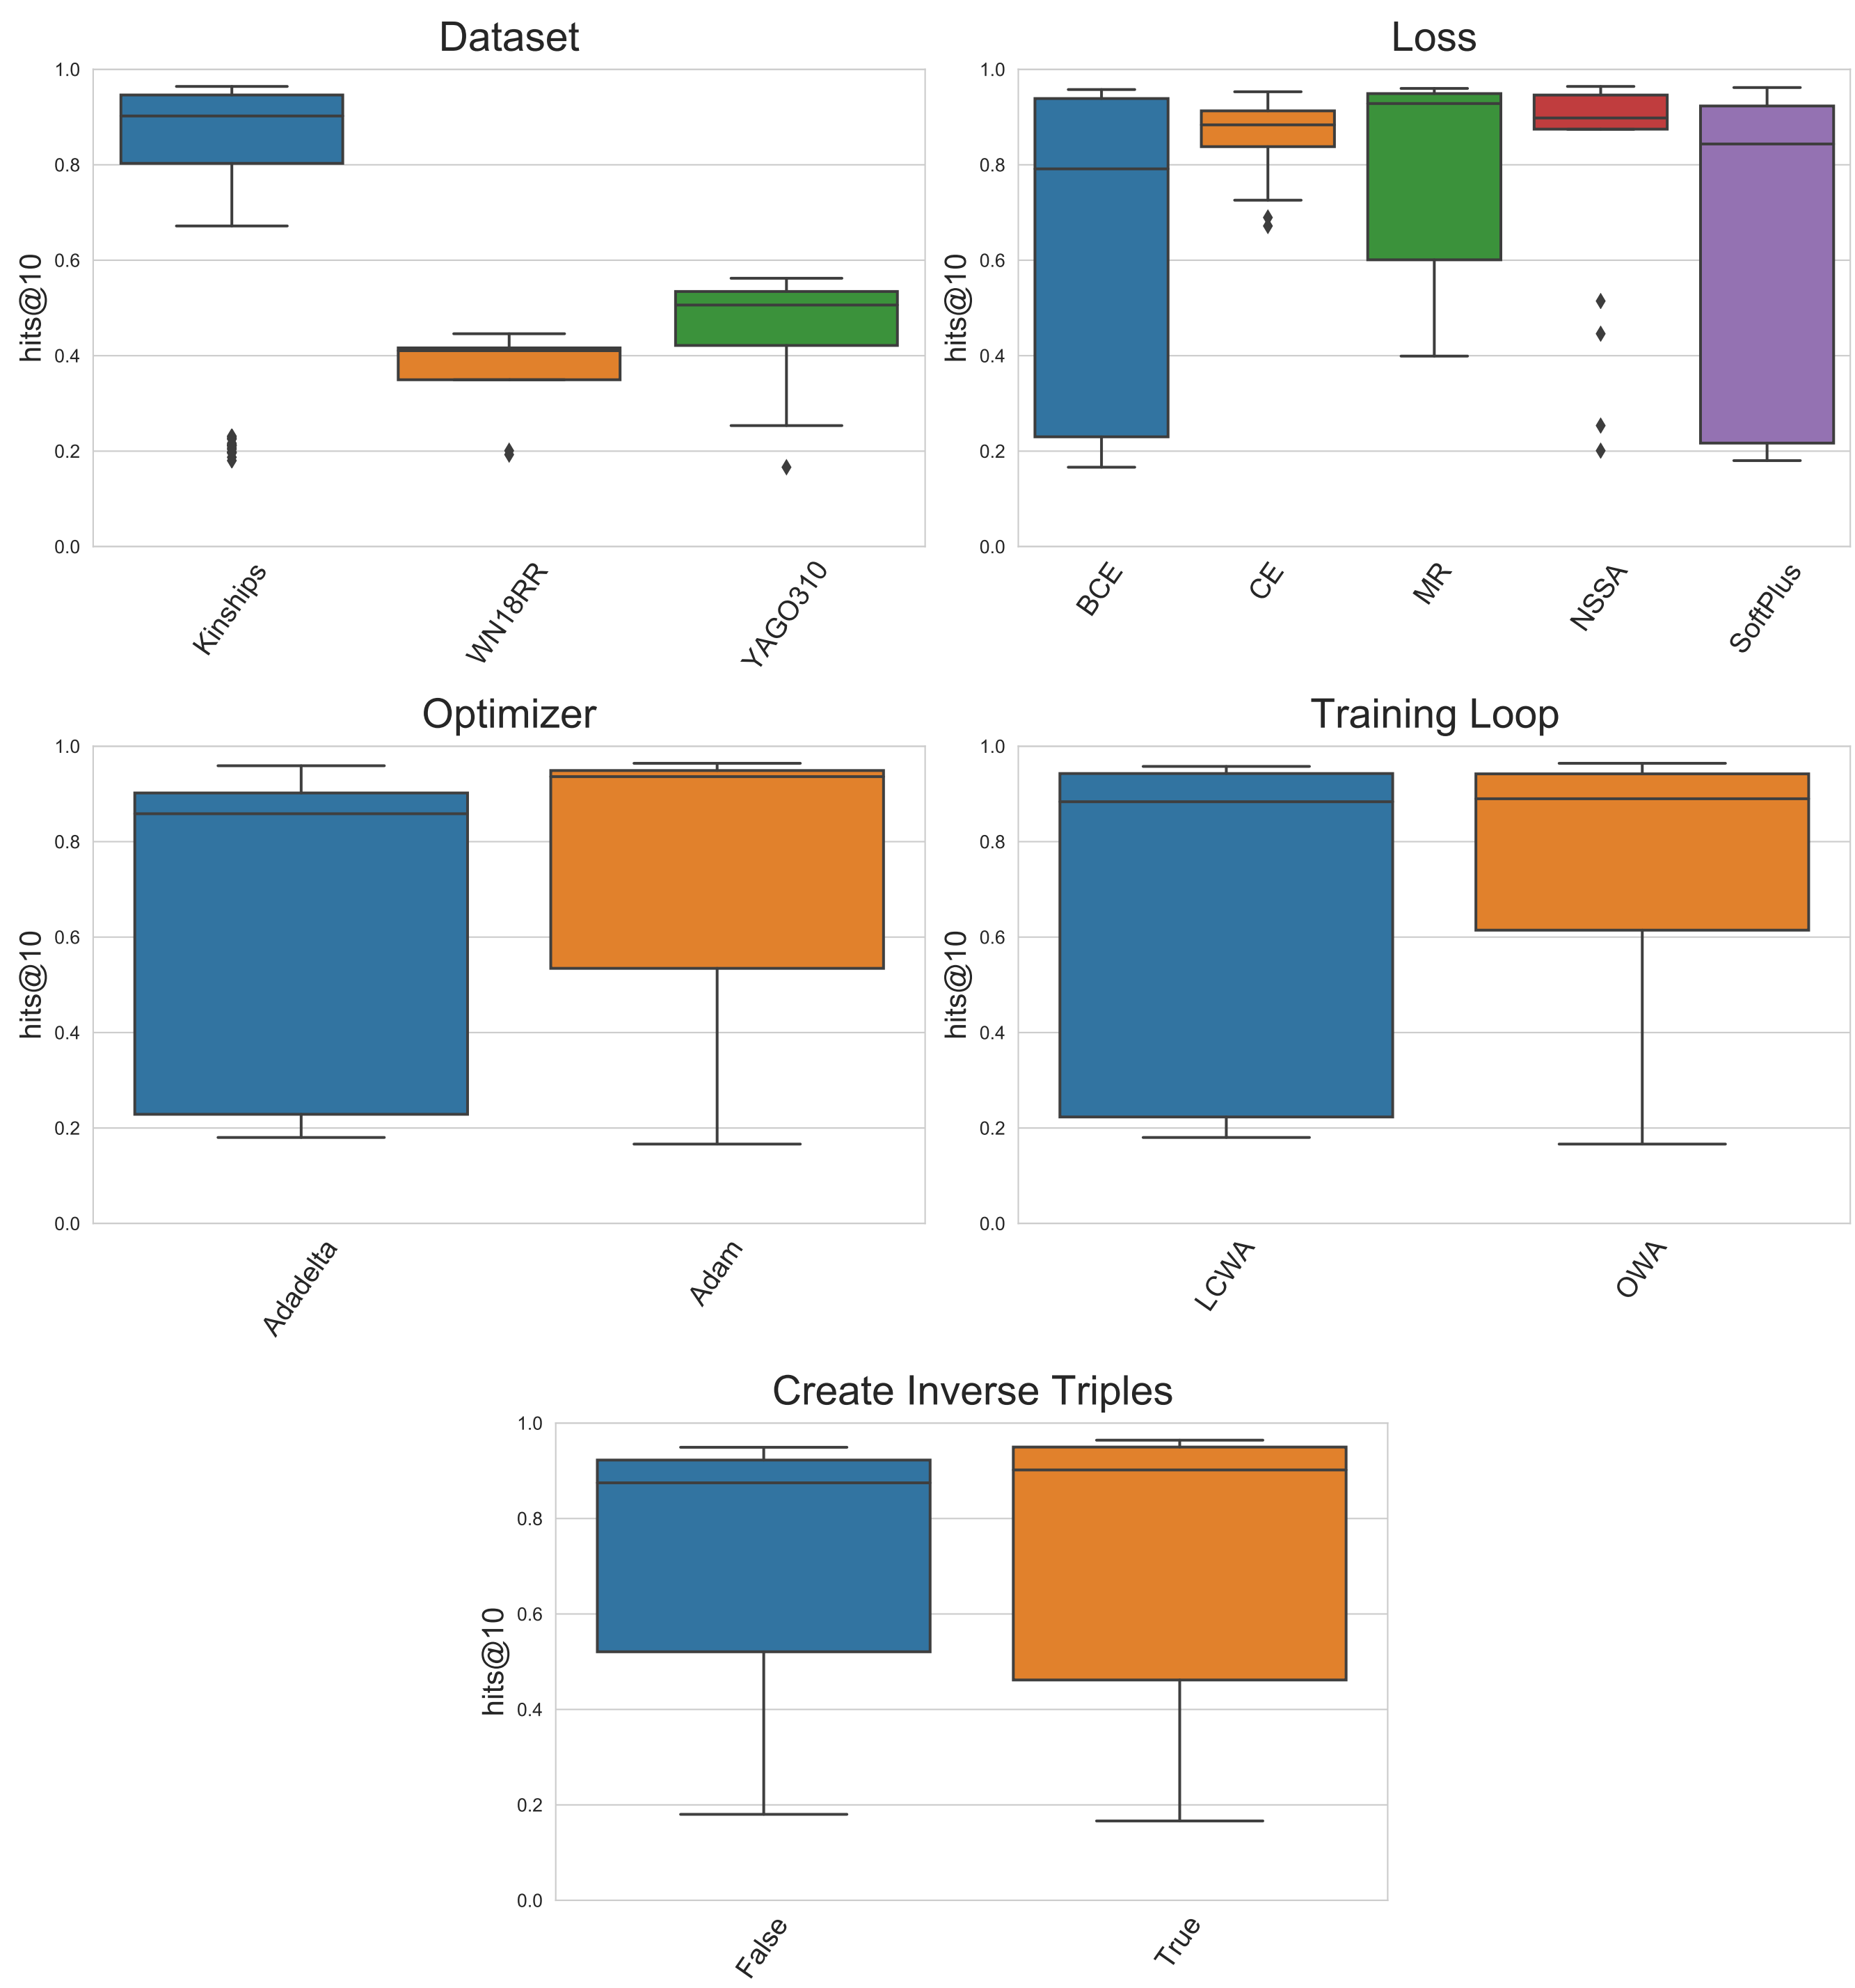 Dataset
1.0
0.8
0.6
0.4
0.2
0.0
hits@10
Kinships
WN18RR
YAGO310
Loss
1.0
0.8
0.6
0.4
0.2
0.0
hits@10
BCE
CE
MR
NSSA
SoftPlus
Optimizer
1.0
0.8
0.6
0.4
0.2
0.0
hits@10
Adadelta
Adam
Training Loop
1.0
0.8
0.6
0.4
0.2
0.0
hits@10
LCWA
OWA
Create Inverse Triples
1.0
0.8
0.6
0.4
0.2
0.0
hits@10
False
True